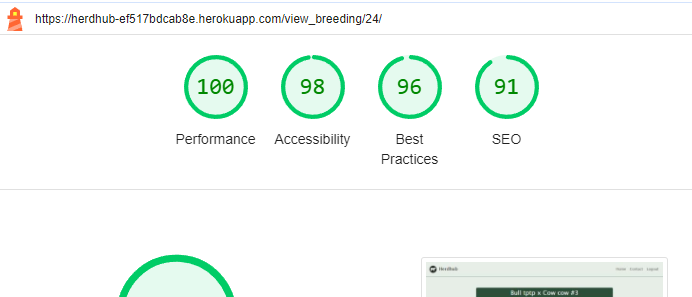 https://herdhub-ef517bdcab8e.herokuapp.com/view_breeding/24/
100 98 96 91
Performance Accessibility Best Practices SEO
Herdhub Home Contact Logout
Bull tptp x Cow cow #3